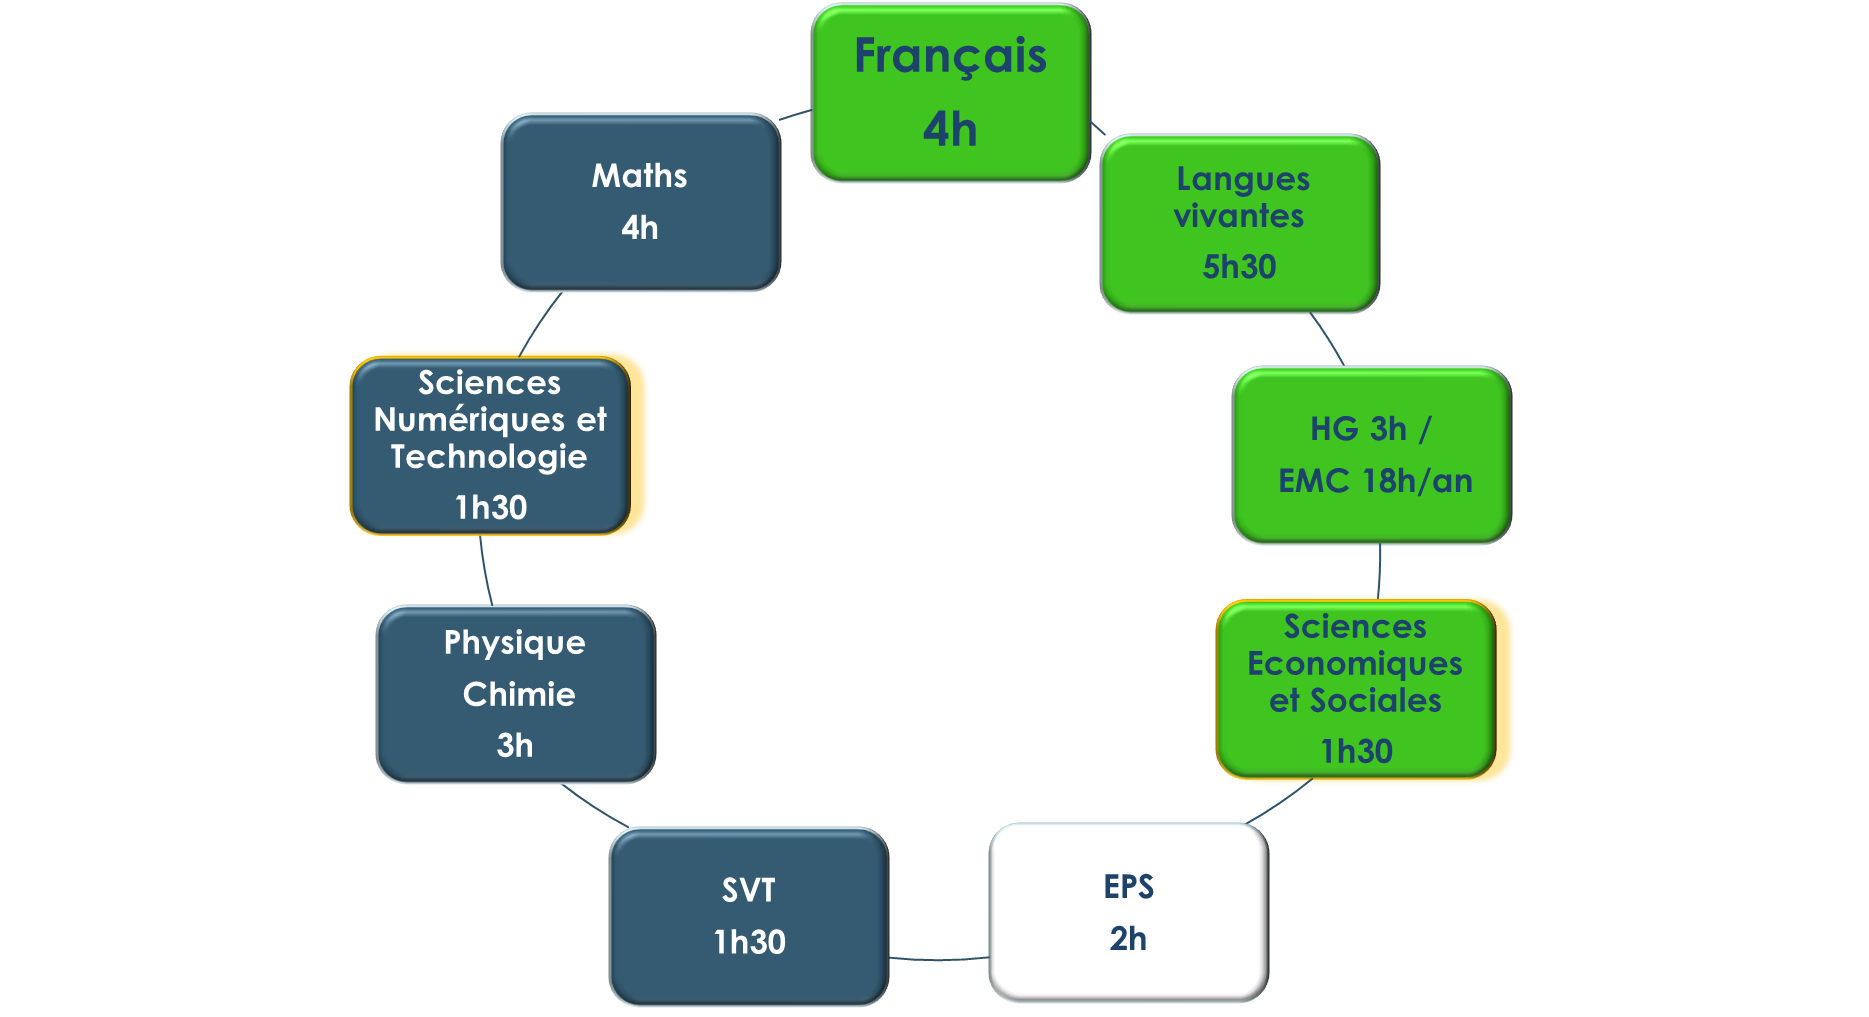 Français
4h
Langues
vivantes
5h30
HG 3h /
EMC 18h/an
Sciences
Economiques
et Sociales
1h30
EPS
2h
SVT
1h30
Physique
Chimie
3h
Sciences
Numériques et
Technologie
1h30
Maths
4h